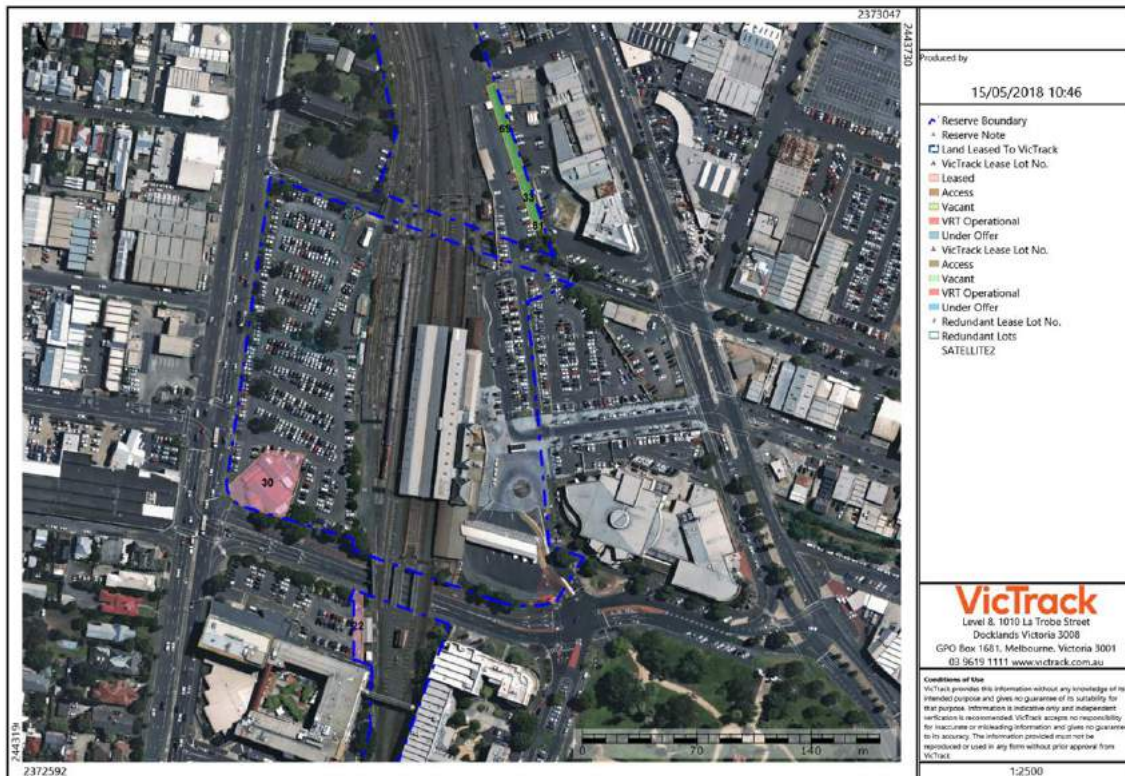 2373047
2443730
65
33
81
30
22
2443190
2372592
70
140
m
Produced by
15/05/2018 10:46
Reserve Boundary
Reserve Note
Land Leased To VicTrack
VicTrack Lease Lot No.
Leased
Access
Vacant
VRT Operational
Under Offer
VicTrack Lease Lot No.
Access
Vacant
VRT Operational
Under Offer
Redundant Lease Lot No.
Redundant Lots
SATELLITE2
VicTrack
Level 8, 1010 La Trobe Street
Docklands Victoria 3008
GPO Box 1681, Melbourne, Victoria 3001
03 9619 1111 www.victrack.com.au
Conditions of Use
VicTrack provides this information without any knowledge of its
intended purpose and gives no guarantee of its suitability for
that purpose. Information is indicative only and independent
verification is recommended. VicTrack accepts no responsibility
for inaccurate or misleading information and gives no guarantee
to its accuracy. The information provided must not be
reproduced or used in any form without prior approval from
VicTrack
1:2500